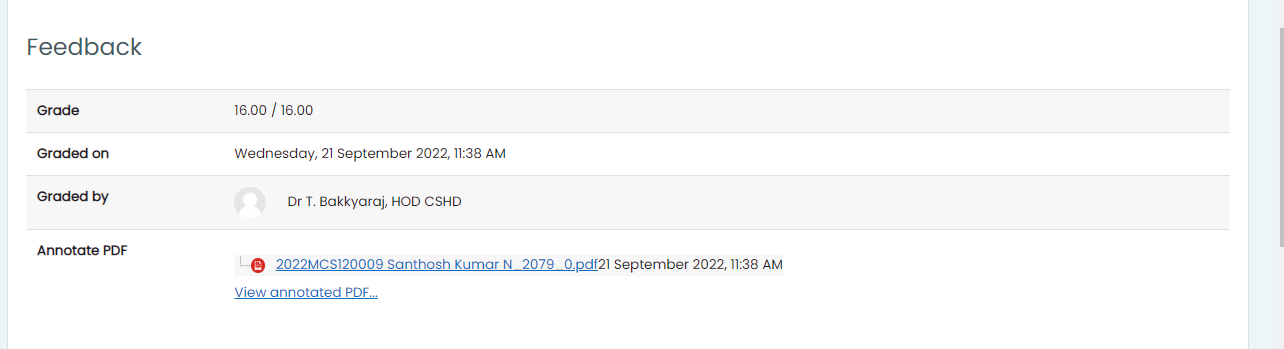 Feedback
Grade 16.00 / 16.00
Graded on Wednesday, 21 September 2022, 11:38 AM
Graded by Dr T. Bakkyaraj, HOD CSHD
Annotate PDF
2022MCS120009 Santhosh Kumar N_2079_0.pdf21 September 2022, 11:38 AM
View annotated PDF...